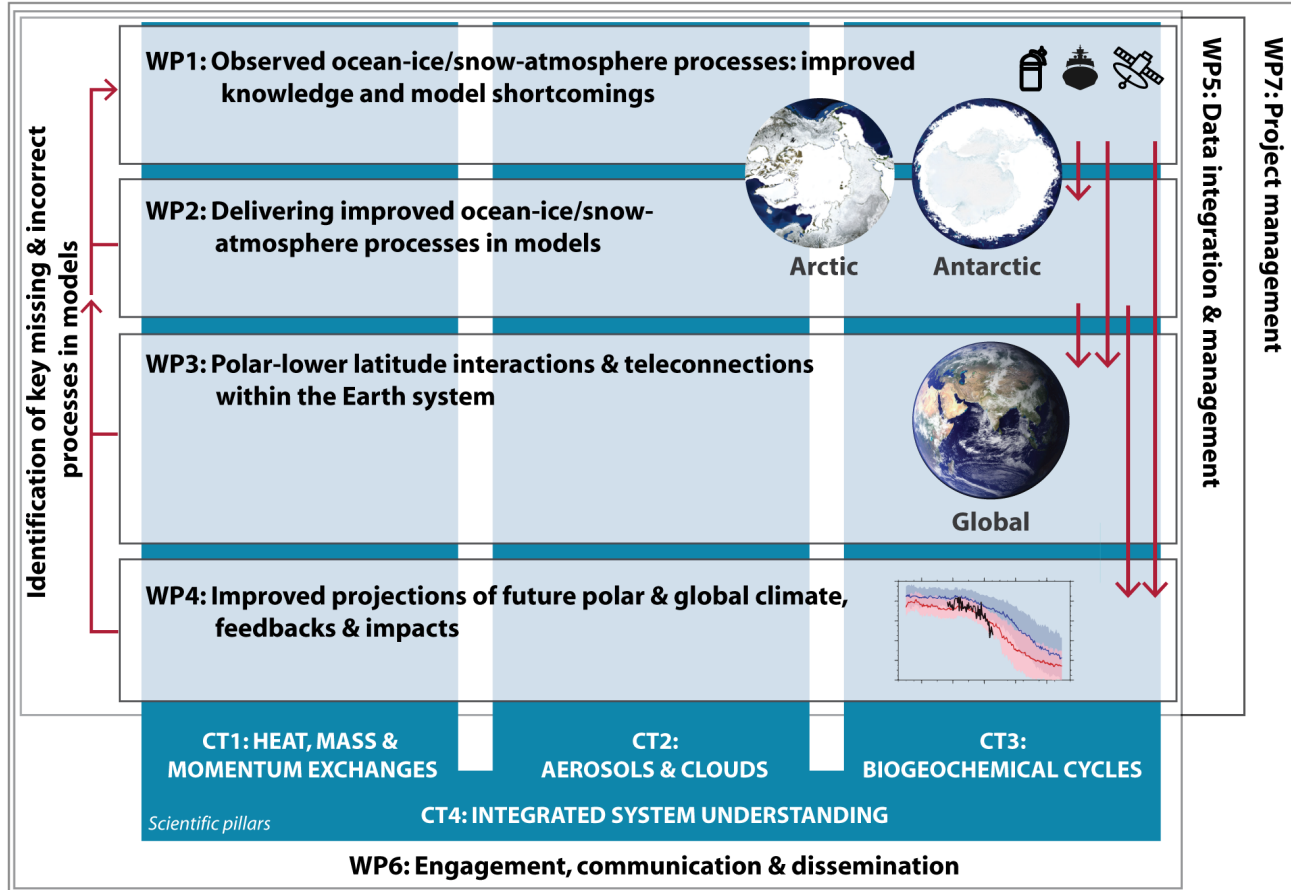 WP1: Observed ocean-ice/snow-atmosphere processes: improved
knowledge and model shortcomings
WP2: Delivering improved ocean-ice/snow-
atmosphere processes in models
Arctic
Antarctic
WP3: Polar-lower latitude interactions & teleconnections
within the Earth system
Global
WP4: Improved projections of future polar & global climate,
feedbacks & impacts
Identification of key missing & incorrect
processes in models
WP5: Data integration & management
WP7: Project management
CT1: HEAT, MASS &
MOMENTUM EXCHANGES
CT2:
AEROSOLS & CLOUDS
CT3:
BIOGEOCHEMICAL CYCLES
CT4: INTEGRATED SYSTEM UNDERSTANDING
Scientific pillars
WP6: Engagement, communication & dissemination